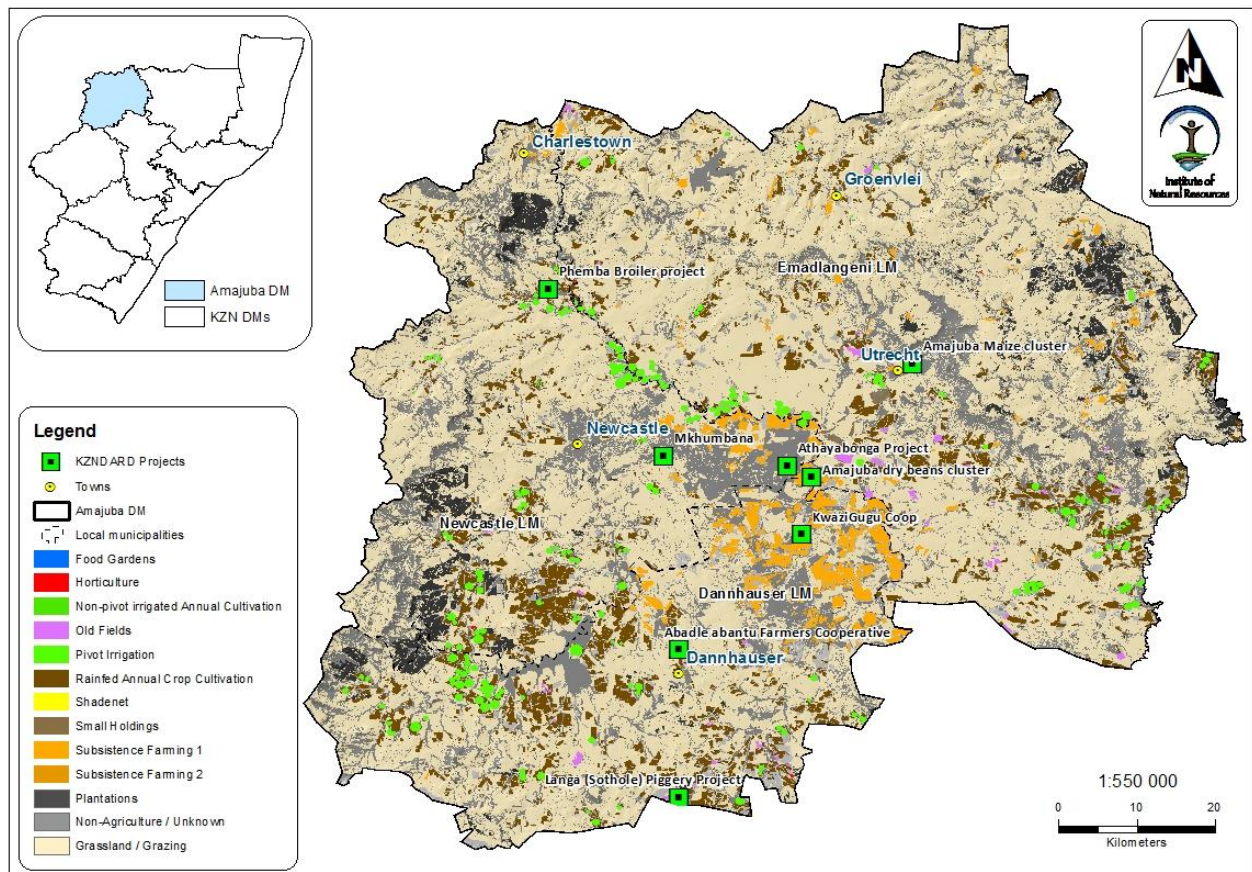 Amajuba DM
KZN DMs
N
Institute of
Natural Resources
Charlestown
Groenvlei
Phemba Broiler project
Emadlangeni LM
Amajuba Maize cluster
Utrecht
Newcastle
Mkhumbana
Athayabonga Project
Amajuba dry beans cluster
Newcastle LM
KwaziGugu Coop
Dannhauser LM
Abadle abantu Farmers Cooperative
Dannhauser
Langa (Sothole) Piggery Project
Legend
KZNDARD Projects
Towns
Amajuba DM
Local municipalities
Food Gardens
Horticulture
Non-pivot irrigated Annual Cultivation
Old Fields
Pivot Irrigation
Rainfed Annual Crop Cultivation
Shadenet
Small Holdings
Subsistence Farming 1
Subsistence Farming 2
Plantations
Non-Agriculture / Unknown
Grassland / Grazing
1:550 000
0 10 20
Kilometers